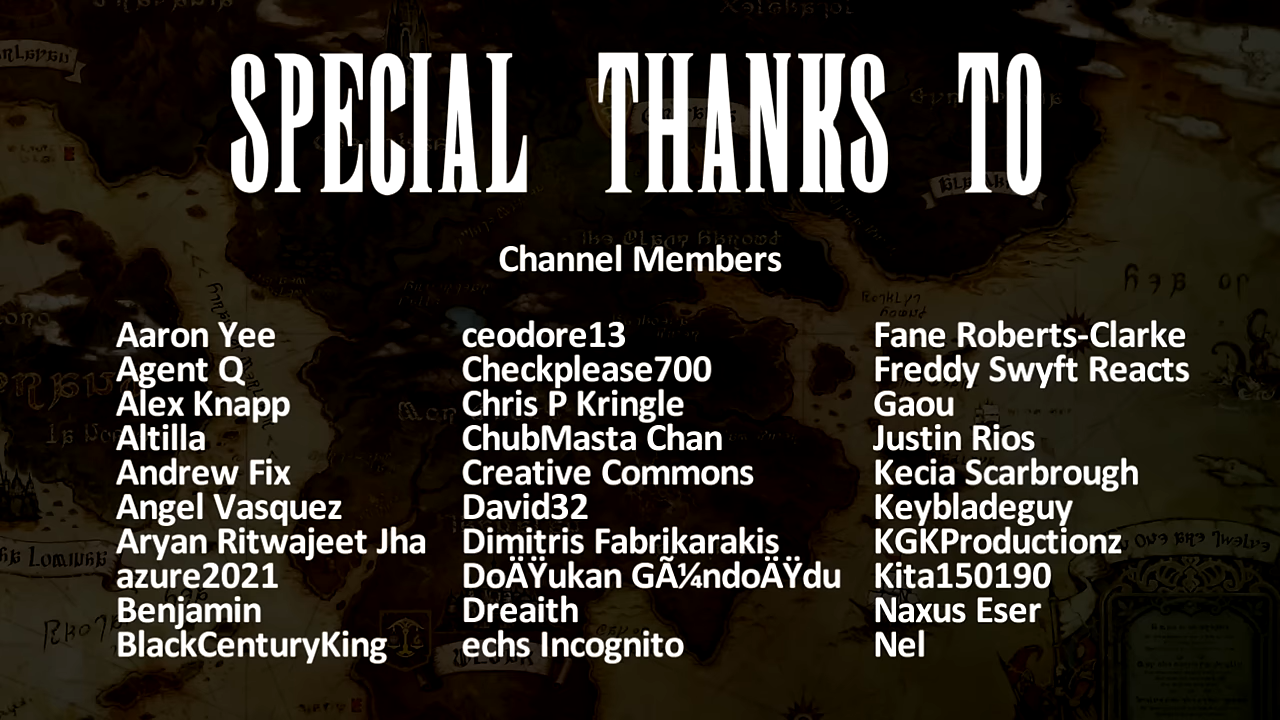 SPECIAL THANKS TO
Channel Members
Aaron Yee
Agent Q
Alex Knapp
Altilla
Andrew Fix
Angel Vasquez
Aryan Ritwajeet Jha
azure2021
Benjamin
BlackCenturyKing
ceodore13
Checkplease700
Chris P Kringle
ChubMasta Chan
Creative Commons
David32
Dimitris Fabrikarakis
DoÄŸukan GÃ¼ndoÄŸdu
Dreaith
echs Incognito
Fane Roberts-Clarke
Freddy Swyft Reacts
Gaou
Justin Rios
Kecia Scarbrough
Keybladeguy
KGKProductionz
Kita150190
Naxus Eser
Nel